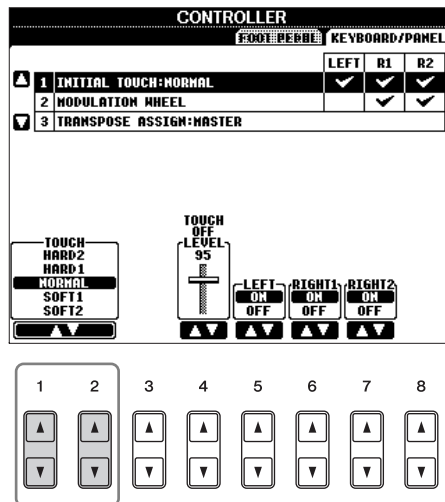 CONTROLLER
FOOT PEDAL KEYBOARD/PANEL
LEFT R1 R2
1 INITIAL TOUCH:NORMAL
2 MODULATION WHEEL
3 TRANSPOSE ASSIGN:MASTER
TOUCH
HARD2
HARD1
NORMAL
SOFT1
SOFT2
TOUCH
OFF
LEVEL
95
LEFT RIGHT1 RIGHT2
ON ON ON
OFF OFF OFF
1 2 3 4 5 6 7 8